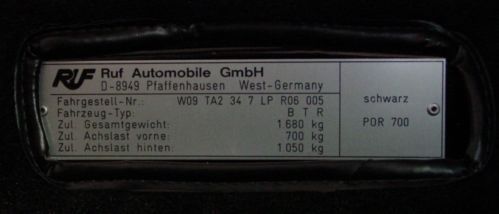 RUF Ruf Automobile GmbH
D-8949 Pfaffenhausen West-Germany
Fahrgestell-Nr.: W09 TA2 34 7 LP R06 005
Fahrzeug-Typ: B T R
Zul. Gesamtgewicht: 1.680 kg
Zul. Achslast vorne: 700 kg
Zul. Achslast hinten: 1.050 kg
schwarz
POR 700